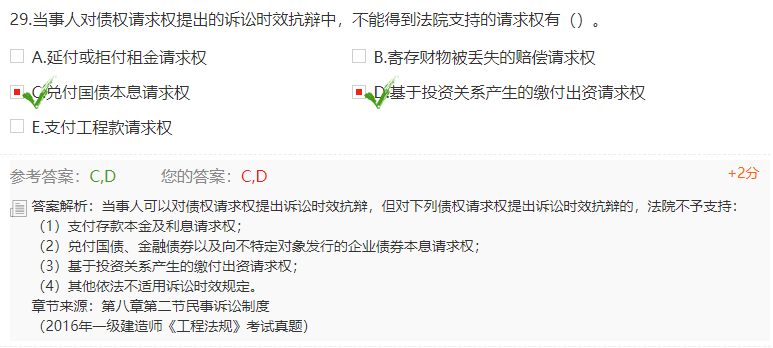 29.当事人对债权请求权提出的诉讼时效抗辩中，不能得到法院支持的请求权有（）。
A.延付或拒付租金请求权 B.寄存财物被丢失的赔偿请求权
C.兑付国债本息请求权 D.基于投资关系产生的缴付出资请求权
E.支付工程款请求权
参考答案：C,D 您的答案：C,D +2分
答案解析：当事人可以对债权请求权提出诉讼时效抗辩，但对下列债权请求权提出诉讼时效抗辩的，法院不予支持：
（1）支付存款本金及利息请求权；
（2）兑付国债、金融债券以及向不特定对象发行的企业债券本息请求权；
（3）基于投资关系产生的缴付出资请求权；
（4）其他依法不适用诉讼时效规定。
章节来源：第八章第二节民事诉讼制度
（2016年一级建造师《工程法规》考试真题）